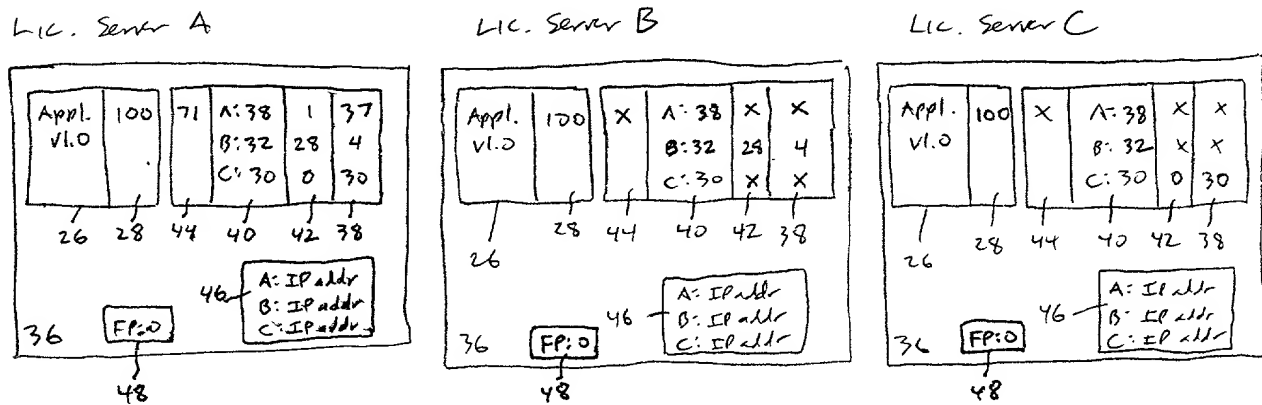 Lic. Server A
Appl. 100 71 A:38 1 37
v1.0 B:32 28 4
C:30 0 30
26 28 44 40 42 38
46 A: IP addr
B: IP addr
C: IP addr
36 FP:0
48
Lic. Server B
Appl. 100 X A:38 X X
v1.0 B:32 28 4
C:30 X X
26 28 44 40 42 38
46 A: IP addr
B: IP addr
C: IP addr
36 FP:0
48
Lic. Server C
Appl. 100 X A:38 X X
v1.0 B:32 X X
C:30 0 30
26 28 44 40 42 38
46 A: IP addr
B: IP addr
C: IP addr
36 FP:0
48